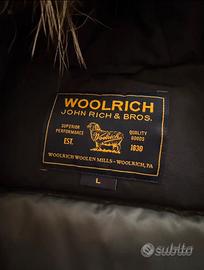 WOOLRICH
JOHN RICH & BROS.
SUPERIOR PERFORMANCE
QUALITY GOODS
Woolrich
EST.
1830
WOOLRICH WOOLEN MILLS - WOOLRICH, PA
L
subito